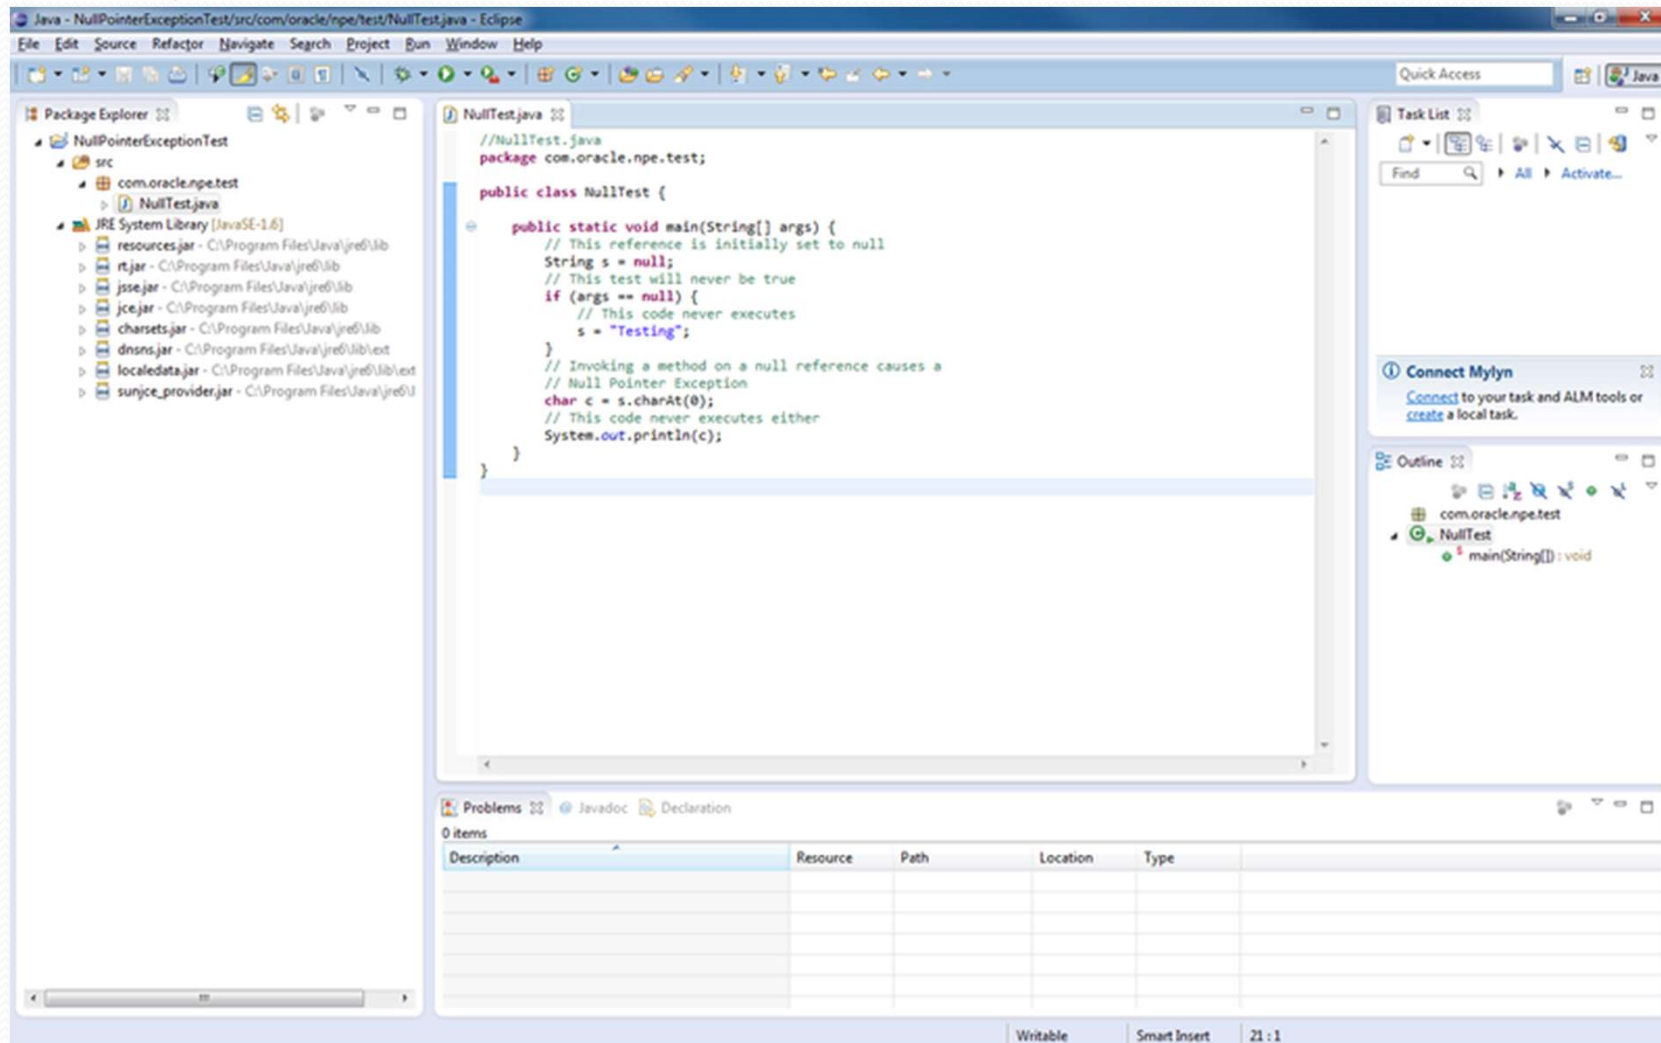 Java - NullPointerExceptionTest/src/com/oracle/npe/test/NullTest.java - Eclipse
File Edit Source Refactor Navigate Search Project Run Window Help
Quick Access
Java
Package Explorer
NullPointerExceptionTest
src
com.oracle.npe.test
NullTest.java
JRE System Library [JavaSE-1.6]
resources.jar - C:\Program Files\Java\jre6\lib
rt.jar - C:\Program Files\Java\jre6\lib
jsse.jar - C:\Program Files\Java\jre6\lib
jce.jar - C:\Program Files\Java\jre6\lib
charsets.jar - C:\Program Files\Java\jre6\lib
dnsns.jar - C:\Program Files\Java\jre6\lib\ext
localedata.jar - C:\Program Files\Java\jre6\lib\ext
sunjce_provider.jar - C:\Program Files\Java\jre6\l
NullTest.java
//NullTest.java
package com.oracle.npe.test;
public class NullTest {
public static void main(String[] args) {
// This reference is initially set to null
String s = null;
// This test will never be true
if (args == null) {
// This code never executes
s = "Testing";
}
// Invoking a method on a null reference causes a
// Null Pointer Exception
char c = s.charAt(0);
// This code never executes either
System.out.println(c);
}
}
Task List
Find All Activate...
Connect Mylyn
Connect to your task and ALM tools or
create a local task.
Outline
com.oracle.npe.test
NullTest
main(String[]) : void
Problems Javadoc Declaration
0 items
Description Resource Path Location Type
Writable Smart Insert 21 : 1